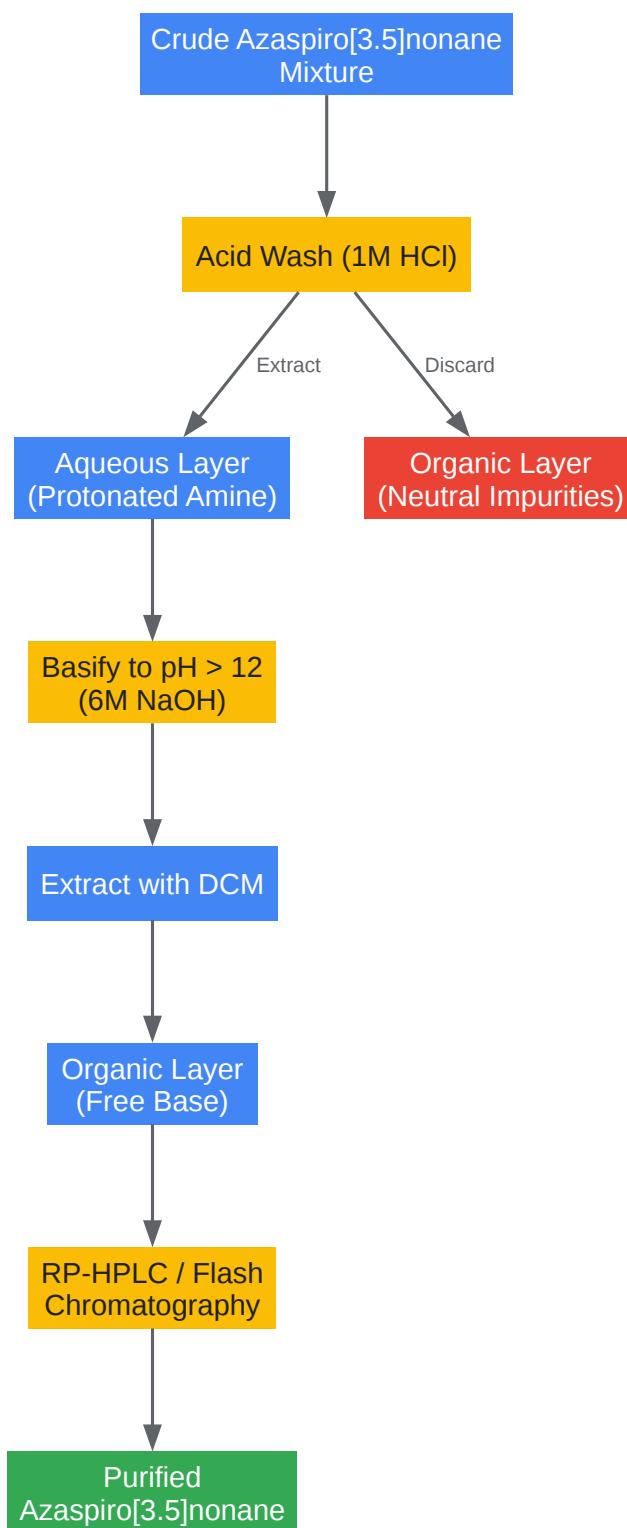 Crude Azaspiro[3.5]nonane
Mixture
Acid Wash (1M HCl)
Extract
Discard
Aqueous Layer
(Protonated Amine)
Organic Layer
(Neutral Impurities)
Basify to pH > 12
(6M NaOH)
Extract with DCM
Organic Layer
(Free Base)
RP-HPLC / Flash
Chromatography
Purified
Azaspiro[3.5]nonane